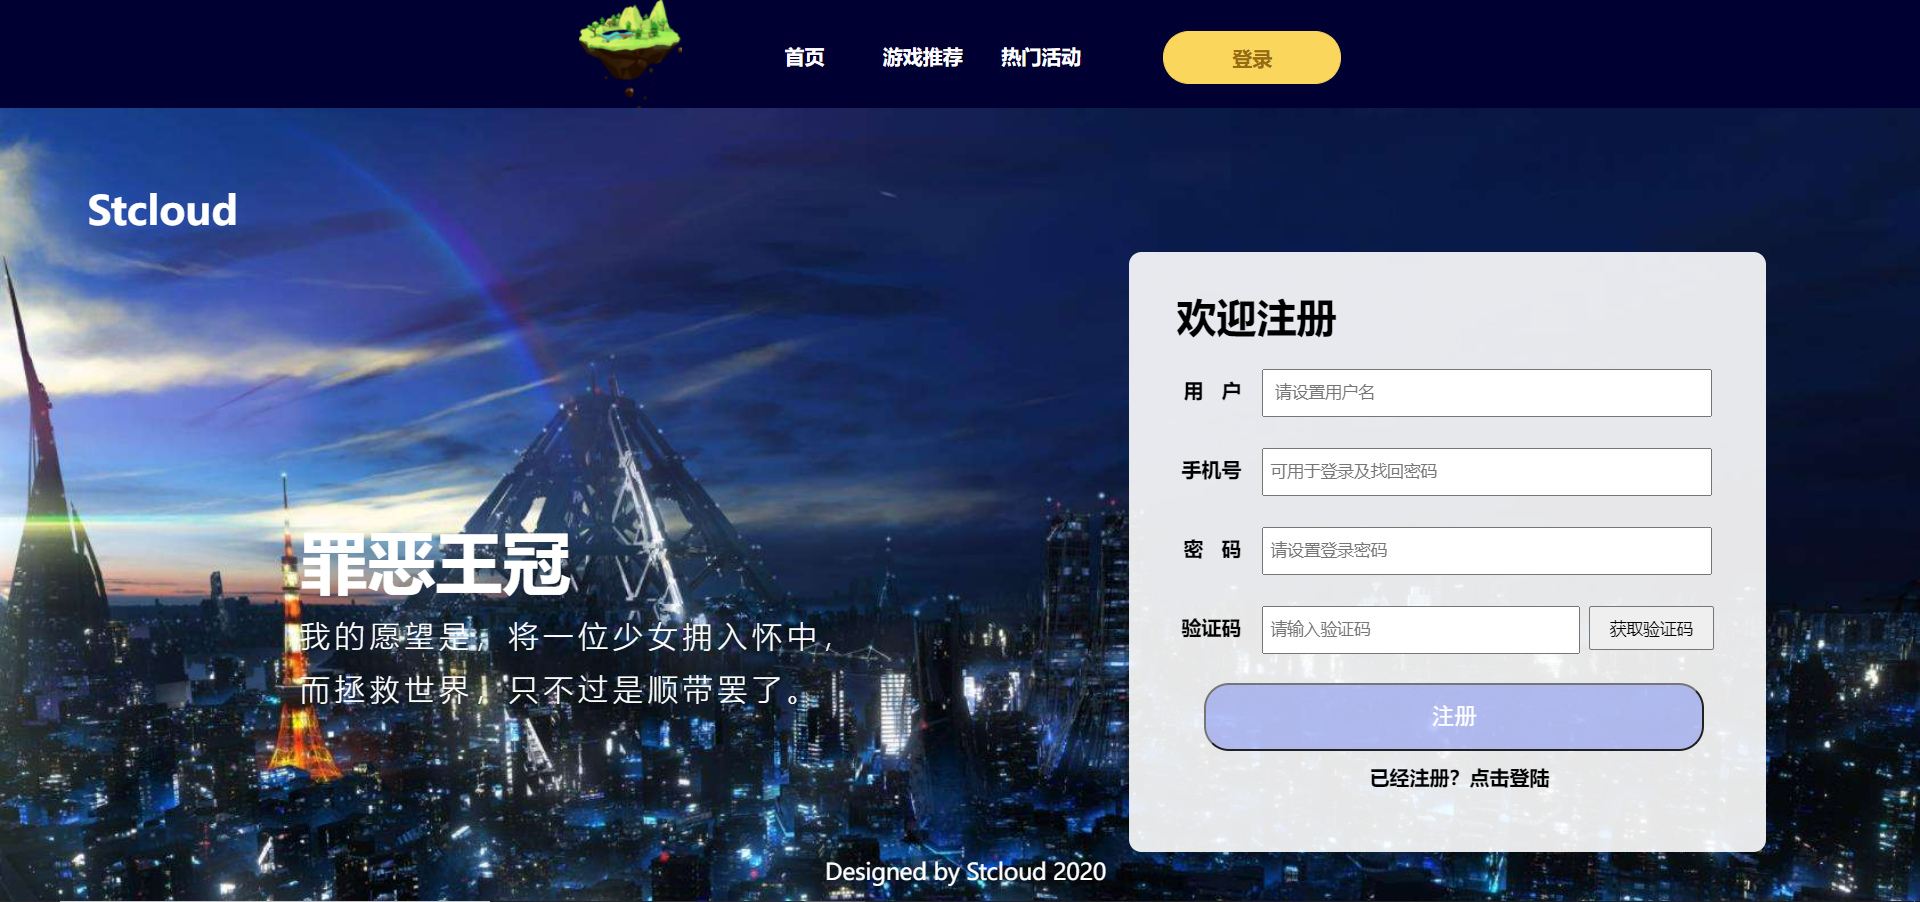 首页 游戏推荐 热门活动 登录
Stcloud
罪恶王冠
我的愿望是，将一位少女拥入怀中，
而拯救世界，只不过是顺带罢了。
欢迎注册
用 户 请设置用户名
手机号 可用于登录及找回密码
密 码 请设置登录密码
验证码 请输入验证码 获取验证码
注册
已经注册？点击登陆
Designed by Stcloud 2020